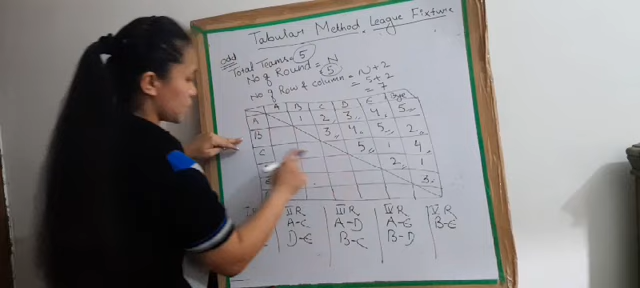 Tabular Method League Fixture
odd
Total Teams = 5
No of Round = N
(5)
No of Row & column = N+2
= 5+2
= 7
A B C D E Bye
A 1 2 3 4 5
B 3 4 5 2
C 5 1 4
2 1
3
II R III R IV R V R
A-C A-D A-E B-E
D-E B-C B-D